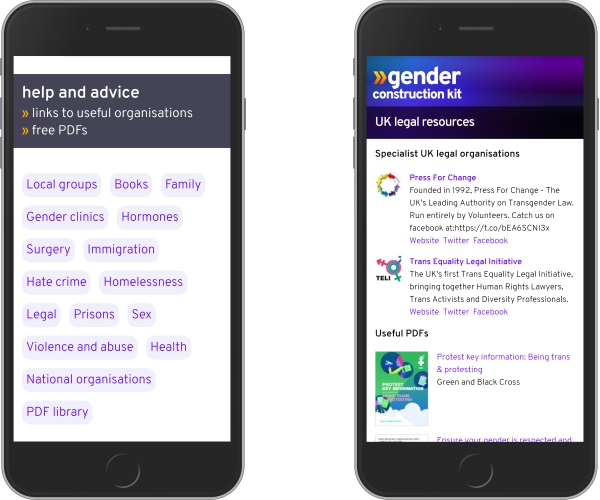 help and advice
» links to useful organisations
» free PDFs
Local groups Books Family
Gender clinics Hormones
Surgery Immigration
Hate crime Homelessness
Legal Prisons Sex
Violence and abuse Health
National organisations
PDF library
»gender
construction kit
UK legal resources
Specialist UK legal organisations
Press For Change
Founded in 1992, Press For Change - The
UK's Leading Authority on Transgender Law.
Run entirely by Volunteers. Catch us on
facebook at:https://t.co/bEA6SCNI3x
Website Twitter Facebook
Trans Equality Legal Initiative
TELI
The UK's first Trans Equality Legal Initiative,
bringing together Human Rights Lawyers,
Trans Activists and Diversity Professionals.
Website Twitter Facebook
Useful PDFs
Protest key information: Being trans
& protesting
Green and Black Cross
PROTEST
KEY INFORMATION
Ensure your gender is respected and